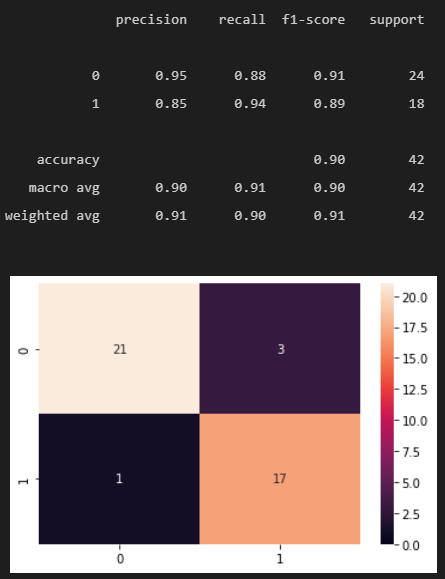 precision recall f1-score support
0 0.95 0.88 0.91 24
1 0.85 0.94 0.89 18
accuracy 0.90 42
macro avg 0.90 0.91 0.90 42
weighted avg 0.91 0.90 0.91 42
20.0
0 21 3
17.5
15.0
12.5
10.0
7.5
1 1 17
5.0
2.5
0.0
0 1